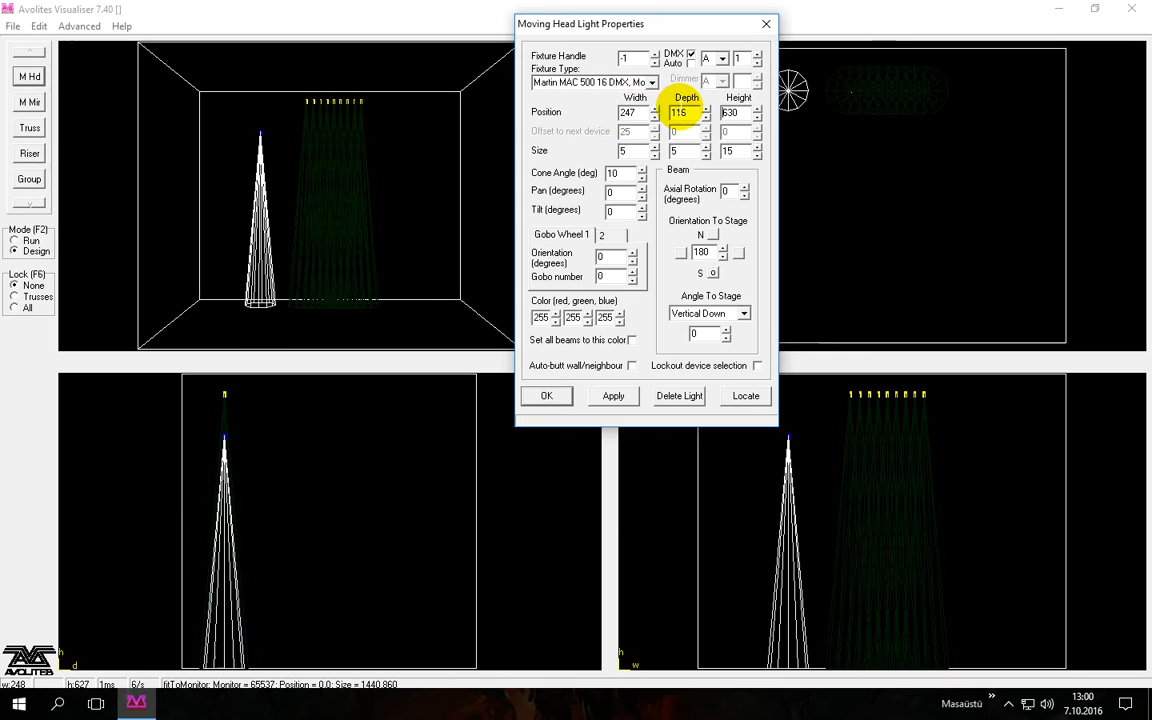 Avolites Visualiser 7.40 []
File Edit Advanced Help
^
M Hd
M Mir
Truss
Riser
Group
v
Mode (F2)
Run
Design
Lock (F6)
None
Trusses
All
Moving Head Light Properties
Fixture Handle -1 DMX A 1
Auto
Fixture Type:
Martin MAC 500 16 DMX, Mo Dimmer A
Width Depth Height
Position 247 115 630
Offset to next device 25 0 0
Size 5 5 15
Cone Angle (deg) 10
Pan (degrees) 0
Tilt (degrees) 0
Gobo Wheel 1 2
Orientation (degrees) 0
Gobo number 0
Color (red, green, blue)
255 255 255
Set all beams to this color
Beam
Axial Rotation (degrees) 0
Orientation To Stage
N
180
S o
Angle To Stage
Vertical Down
0
Auto-butt wall/neighbour Lockout device selection
OK Apply Delete Light Locate
h
d
h
w
AVOLITES
w:248 h:627 1ms 6/s fitToMonitor: Monitor = 65537: Position = 0.0: Size = 1440.860
Masaüstü
»
13:00
7.10.2016